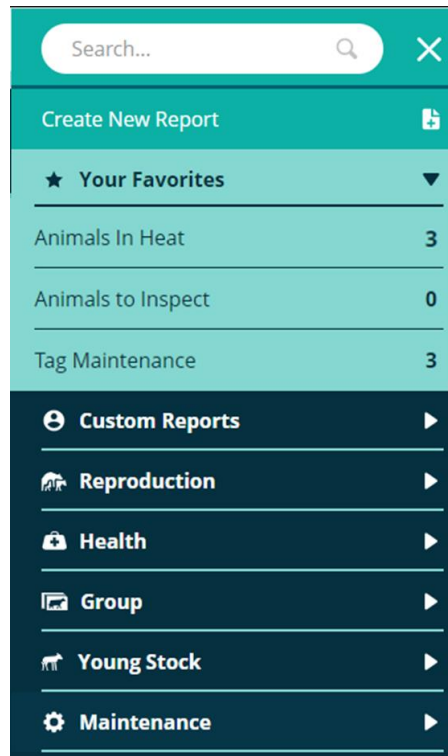 Search...
Create New Report
Your Favorites
Animals In Heat 3
Animals to Inspect 0
Tag Maintenance 3
Custom Reports
Reproduction
Health
Group
Young Stock
Maintenance